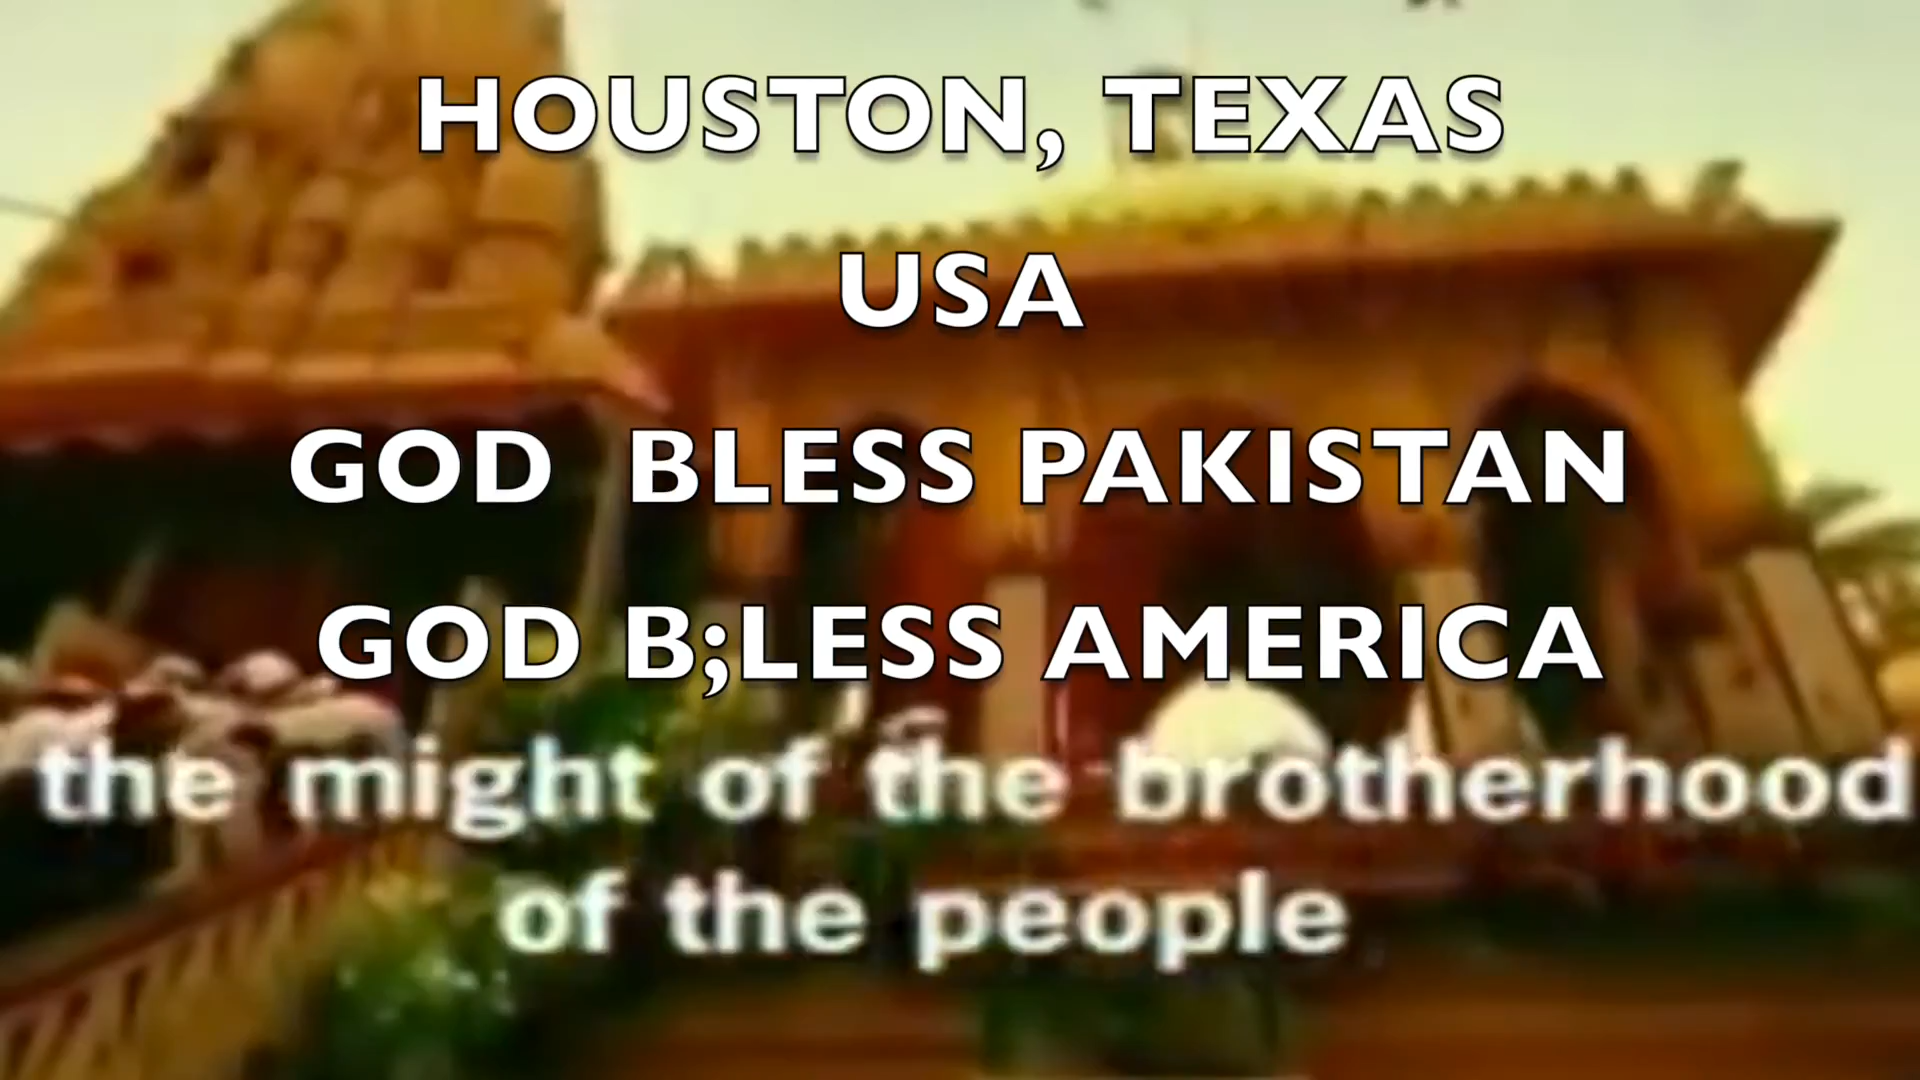 HOUSTON, TEXAS
USA
GOD  BLESS PAKISTAN
GOD B;LESS AMERICA
the might of the brotherhood
of the people